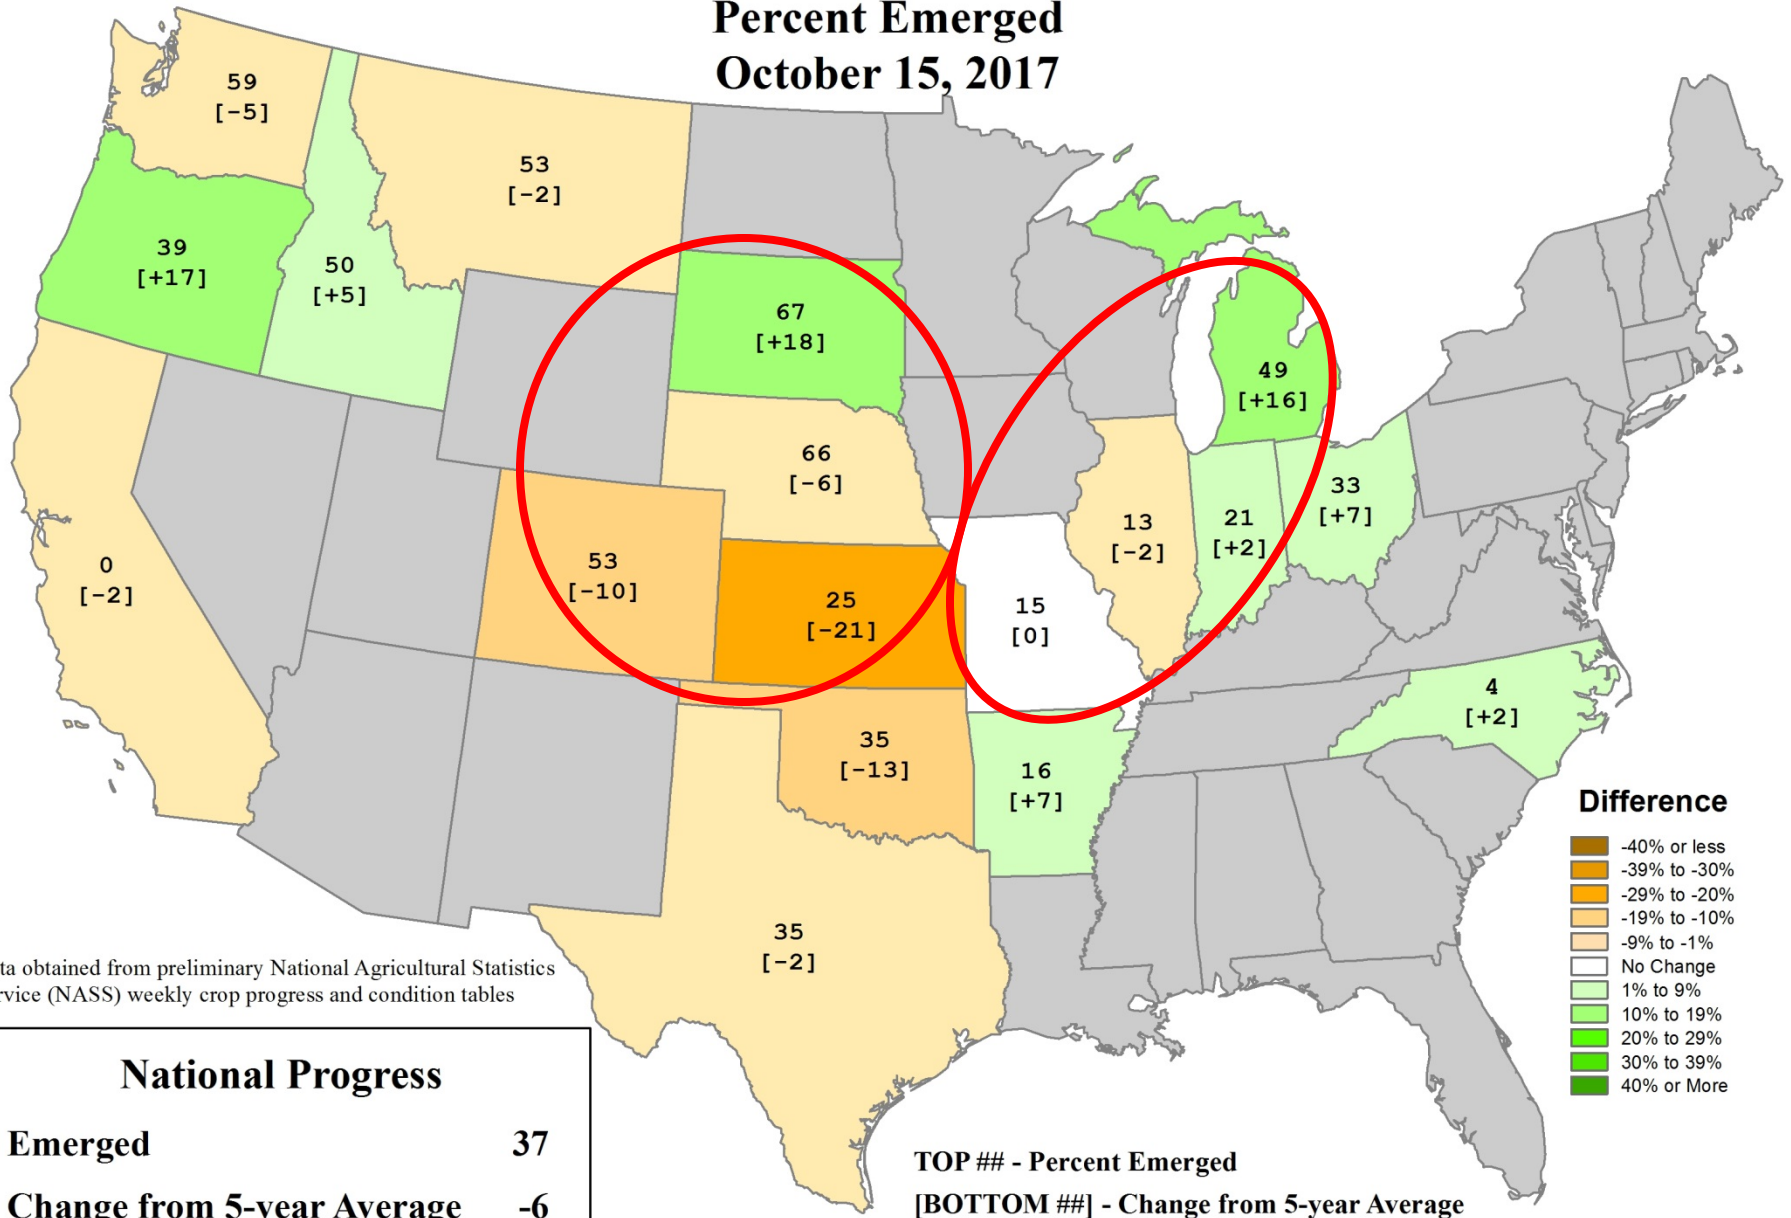 Percent Emerged
October 15, 2017
59
[-5]
53
[-2]
39
[+17]
50
[+5]
67
[+18]
49
[+16]
66
[-6]
33
[+7]
13
[-2]
21
[+2]
0
[-2]
53
[-10]
25
[-21]
15
[0]
4
[+2]
35
[-13]
16
[+7]
35
[-2]
Difference
-40% or less
-39% to -30%
-29% to -20%
-19% to -10%
-9% to -1%
No Change
1% to 9%
10% to 19%
20% to 29%
30% to 39%
40% or More
ta obtained from preliminary National Agricultural Statistics
rvice (NASS) weekly crop progress and condition tables
National Progress
Emerged 37
Change from 5-year Average -6
TOP ## - Percent Emerged
[BOTTOM ##] - Change from 5-year Average